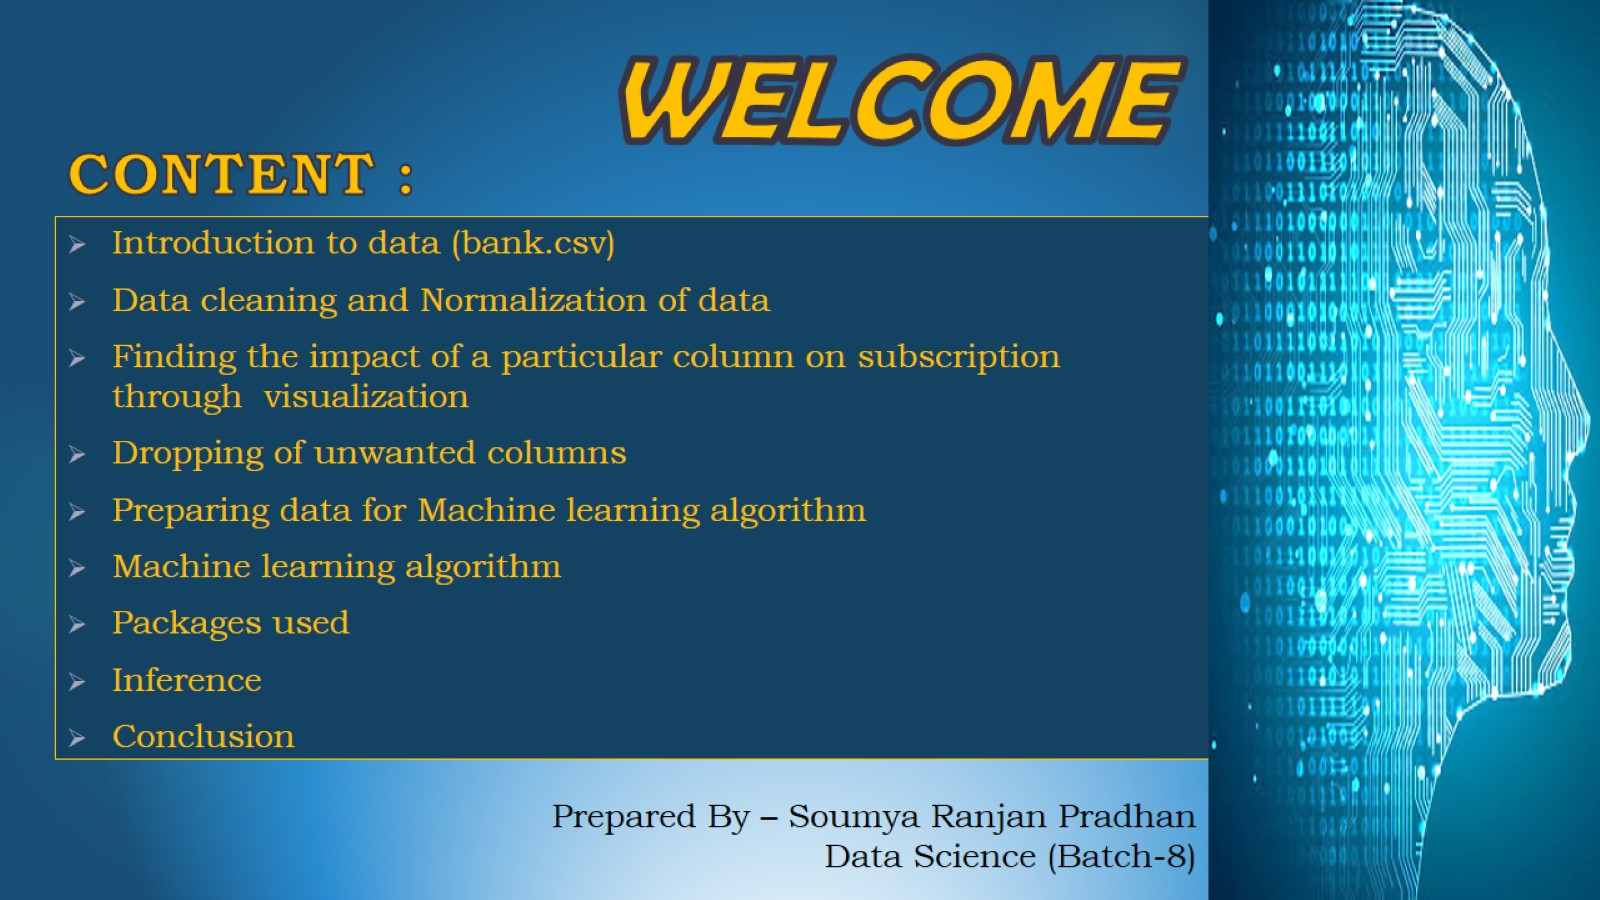 WELCOME
CONTENT :
Introduction to data (bank.csv)
Data cleaning and Normalization of data
Finding the impact of a particular column on subscription
through visualization
Dropping of unwanted columns
Preparing data for Machine learning algorithm
Machine learning algorithm
Packages used
Inference
Conclusion
Prepared By – Soumya Ranjan Pradhan
Data Science (Batch-8)